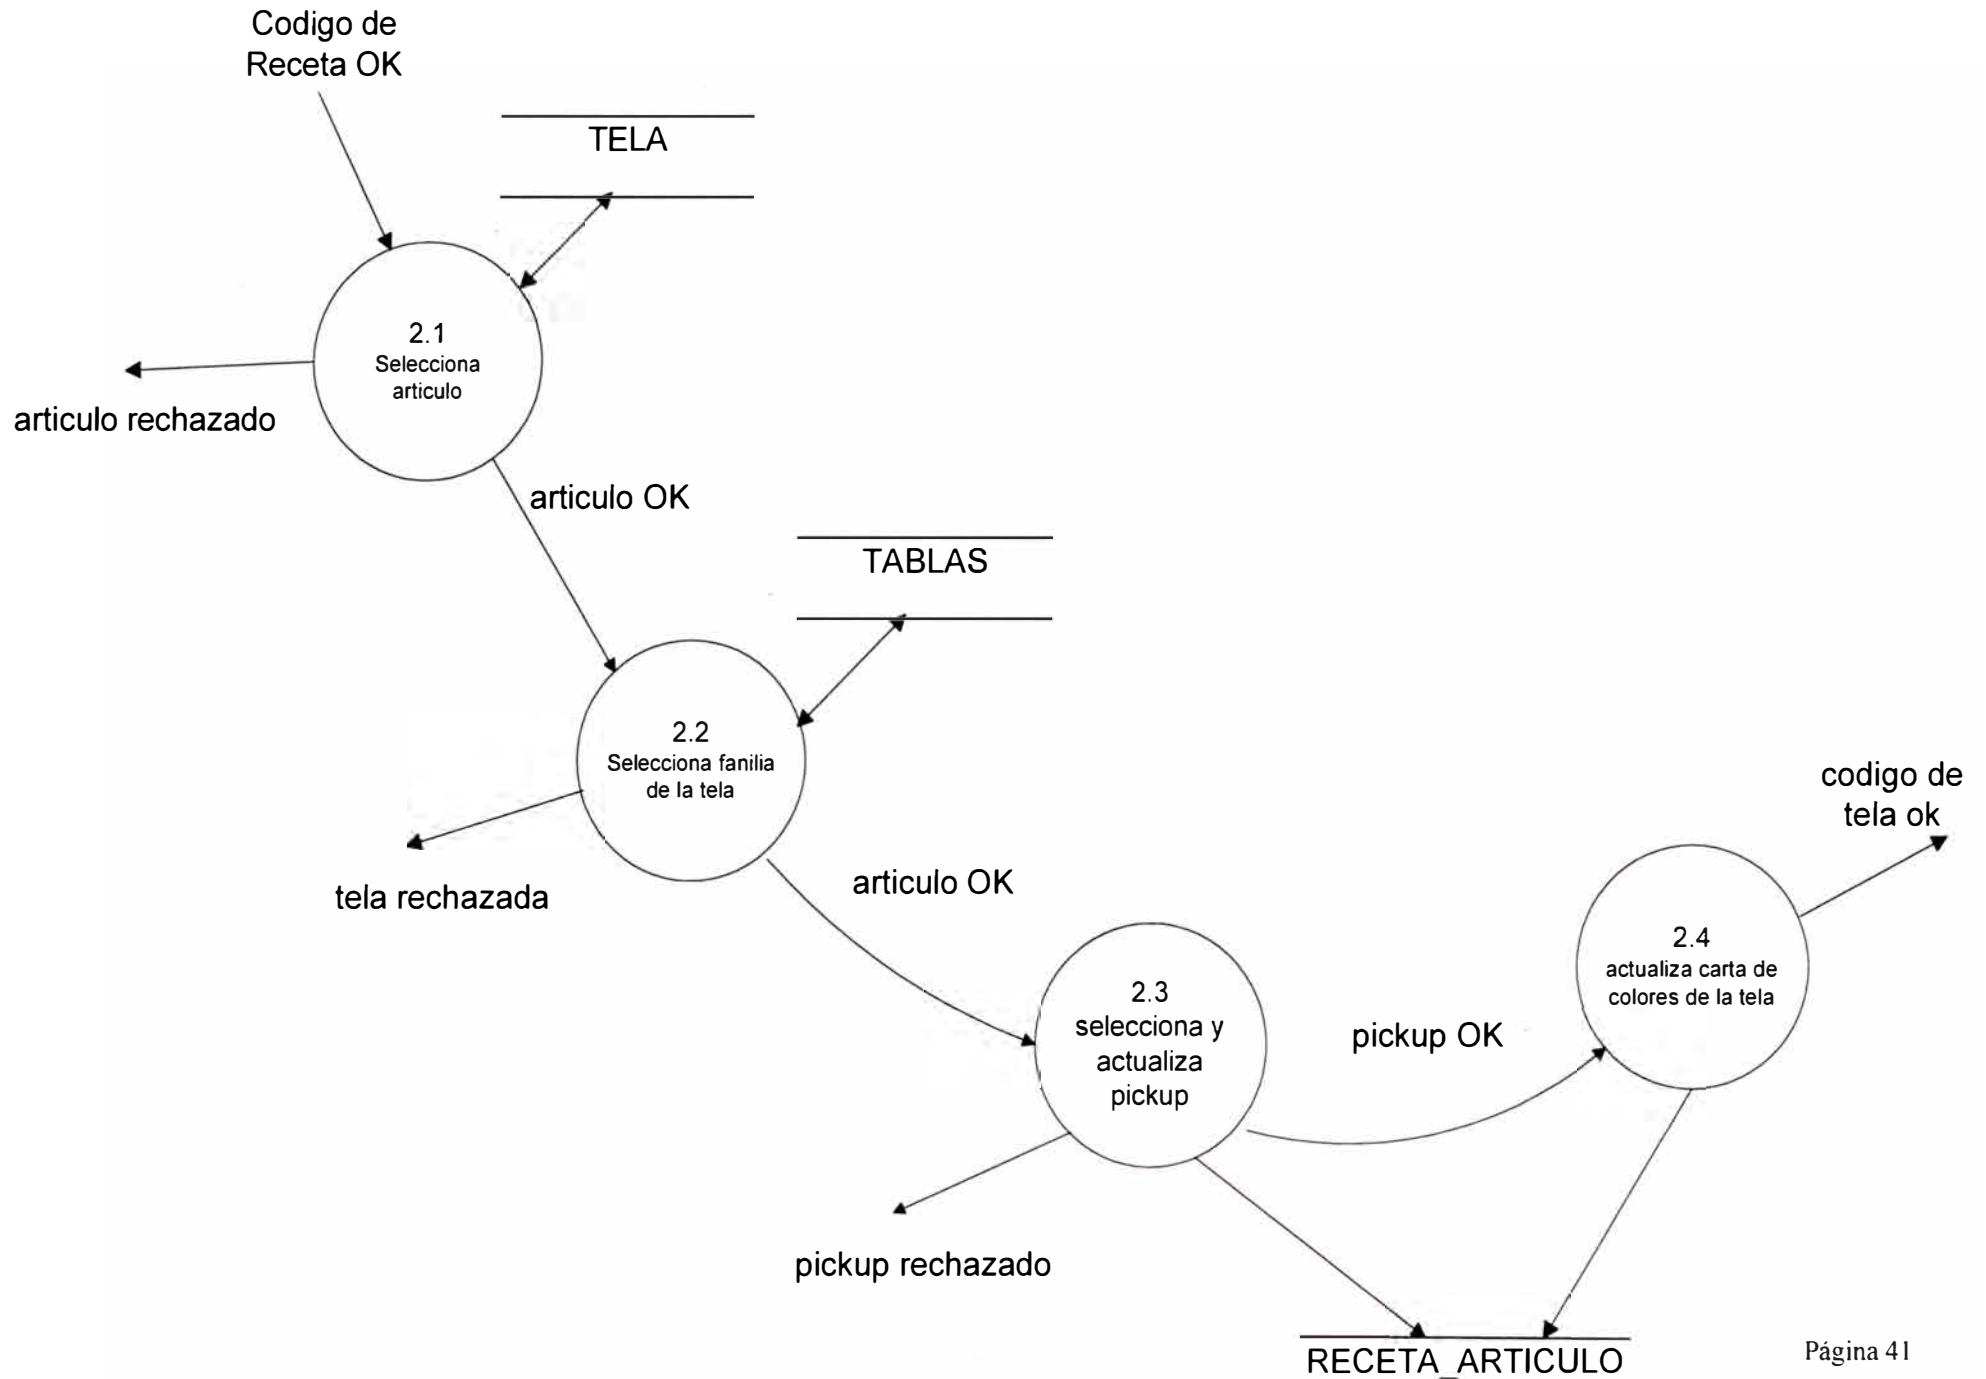 Codigo de
Receta OK
TELA
2.1
Selecciona
articulo
articulo rechazado
articulo OK
TABLAS
2.2
Selecciona fanilia
de la tela
tela rechazada
articulo OK
codigo de
tela ok
2.4
actualiza carta de
colores de la tela
2.3
selecciona y
actualiza
pickup
pickup OK
pickup rechazado
RECETA_ARTICULO
Página 41